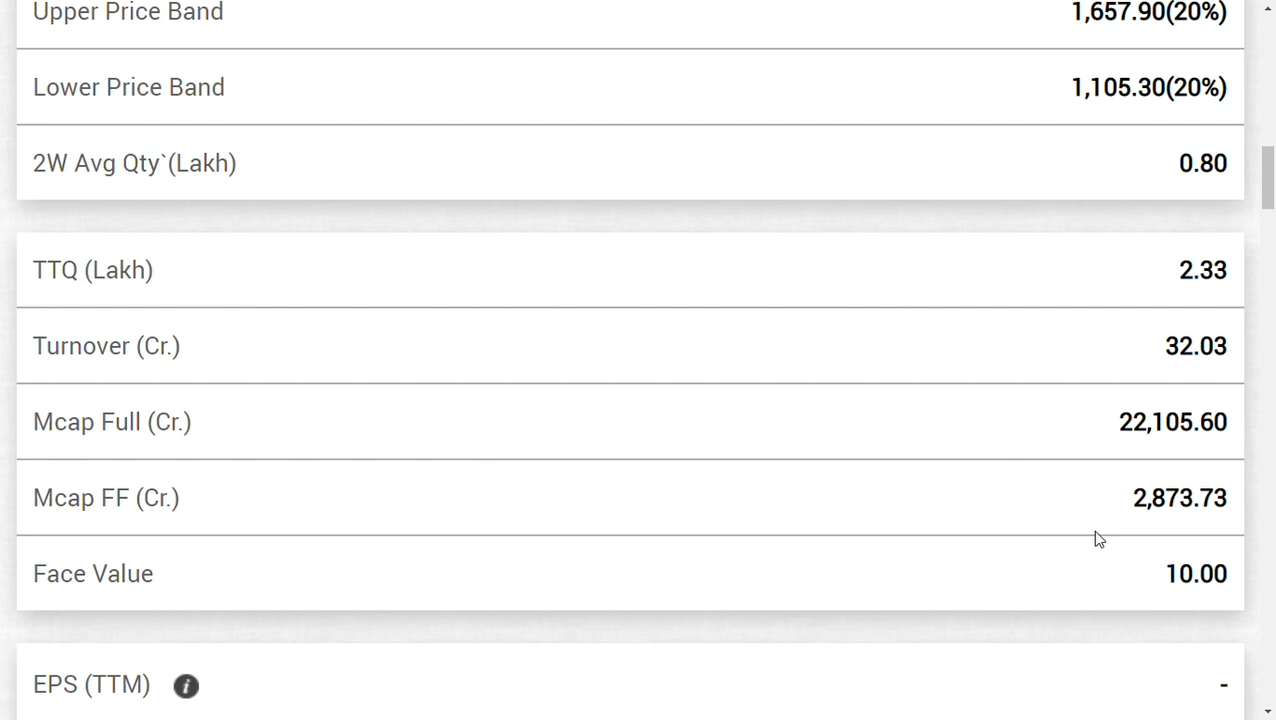 Upper Price Band 1,657.90(20%)
Lower Price Band 1,105.30(20%)
2W Avg Qty`(Lakh) 0.80
TTQ (Lakh) 2.33
Turnover (Cr.) 32.03
Mcap Full (Cr.) 22,105.60
Mcap FF (Cr.) 2,873.73
Face Value 10.00
EPS (TTM) i -